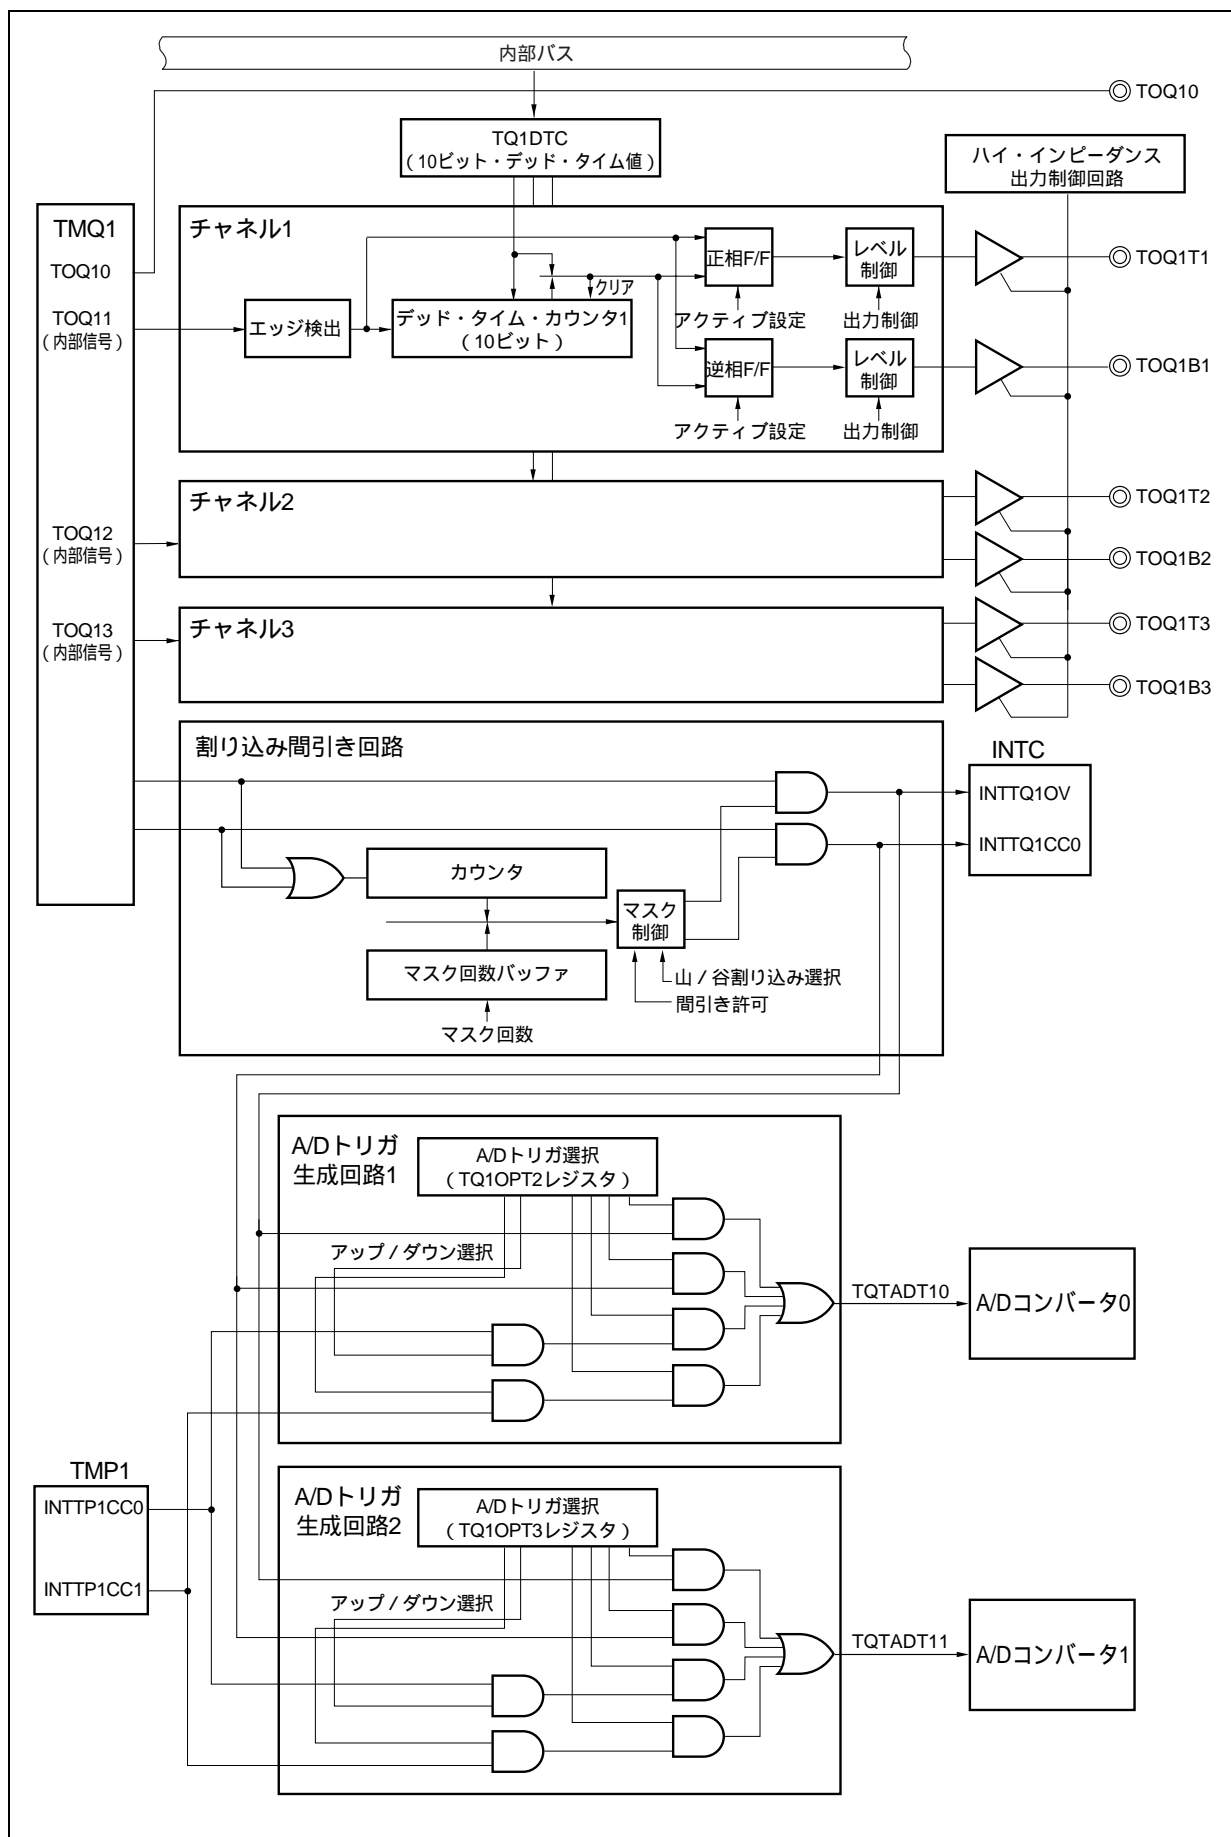 内部バス
TOQ10
TQ1DTC
(10ビット・デッド・タイム値)
ハイ・インピーダンス
出力制御回路
TMQ1
TOQ10
TOQ11
(内部信号)
TOQ12
(内部信号)
TOQ13
(内部信号)
チャネル1
エッジ検出
デッド・タイム・カウンタ1
(10ビット)
クリア
正相F/F
アクティブ設定
レベル
制御
出力制御
逆相F/F
アクティブ設定
レベル
制御
出力制御
TOQ1T1
TOQ1B1
チャネル2
TOQ1T2
TOQ1B2
チャネル3
TOQ1T3
TOQ1B3
割り込み間引き回路
カウンタ
マスク回数バッファ
マスク回数
マスク
制御
山/谷割り込み選択
間引き許可
INTC
INTTQ1OV
INTTQ1CC0
A/Dトリガ
生成回路1
A/Dトリガ選択
(TQ1OPT2レジスタ)
アップ/ダウン選択
TQTADT10
A/Dコンバータ0
TMP1
INTTP1CC0
INTTP1CC1
A/Dトリガ
生成回路2
A/Dトリガ選択
(TQ1OPT3レジスタ)
アップ/ダウン選択
TQTADT11
A/Dコンバータ1